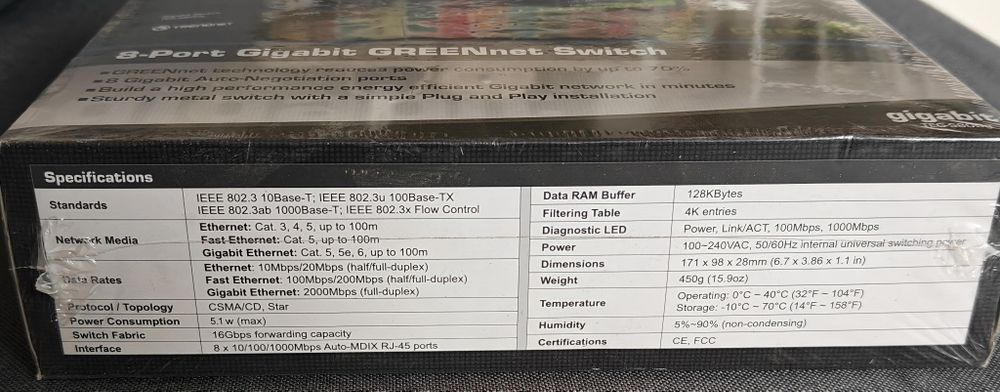 TRENDNET
8-Port Gigabit GREENnet Switch
GREENnet technology reduces power consumption by up to 70%
8 Gigabit Auto-Negotiation ports
Build a high performance energy efficient Gigabit network in minutes
Sturdy metal switch with a simple Plug and Play installation
gigabit
Specifications
Standards
IEEE 802.3 10Base-T; IEEE 802.3u 100Base-TX
IEEE 802.3ab 1000Base-T; IEEE 802.3x Flow Control
Network Media
Ethernet: Cat. 3, 4, 5, up to 100m
Fast Ethernet: Cat. 5, up to 100m
Gigabit Ethernet: Cat. 5, 5e, 6, up to 100m
Data Rates
Ethernet: 10Mbps/20Mbps (half/full-duplex)
Fast Ethernet: 100Mbps/200Mbps (half/full-duplex)
Gigabit Ethernet: 2000Mbps (full-duplex)
Protocol / Topology
CSMA/CD, Star
Power Consumption
5.1w (max)
Switch Fabric
16Gbps forwarding capacity
Interface
8 x 10/100/1000Mbps Auto-MDIX RJ-45 ports
Data RAM Buffer
128KBytes
Filtering Table
4K entries
Diagnostic LED
Power, Link/ACT, 100Mbps, 1000Mbps
Power
100~240VAC, 50/60Hz internal universal switching power
Dimensions
171 x 98 x 28mm (6.7 x 3.86 x 1.1 in)
Weight
450g (15.9oz)
Temperature
Operating: 0°C ~ 40°C (32°F ~ 104°F)
Storage: -10°C ~ 70°C (14°F ~ 158°F)
Humidity
5%~90% (non-condensing)
Certifications
CE, FCC